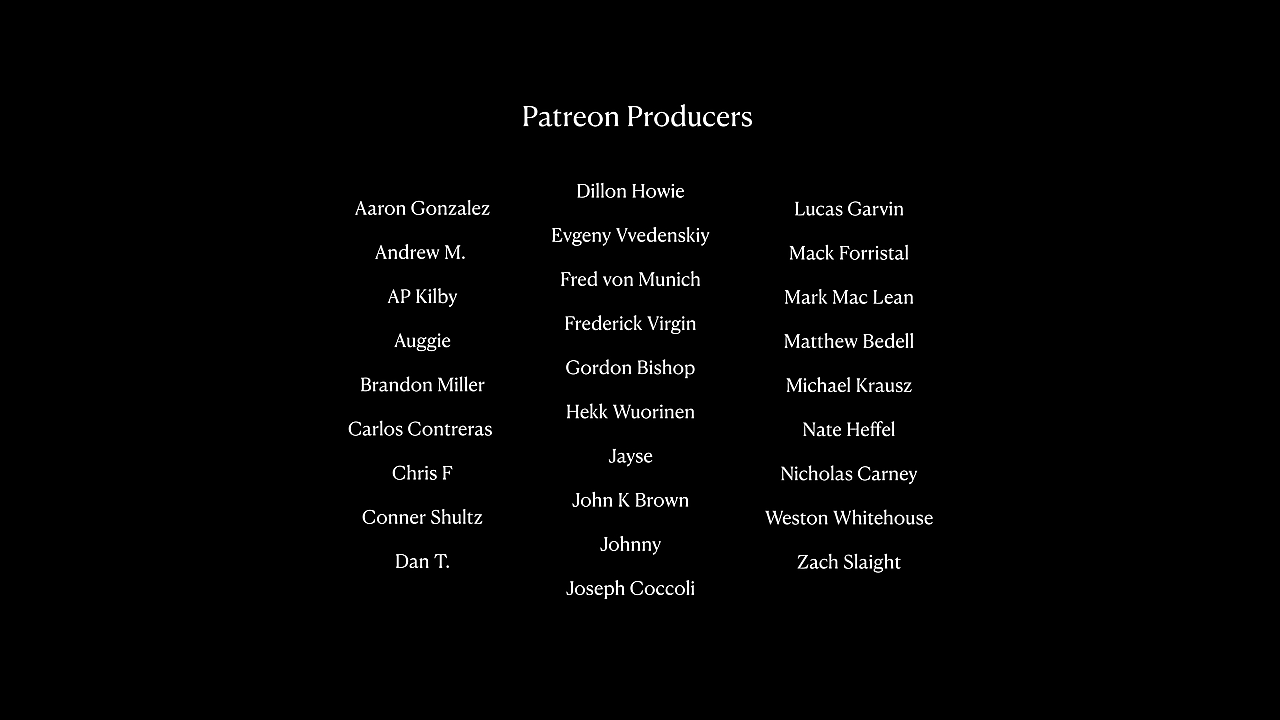 Patreon Producers
Aaron Gonzalez
Andrew M.
AP Kilby
Auggie
Brandon Miller
Carlos Contreras
Chris F
Conner Shultz
Dan T.
Dillon Howie
Evgeny Vvedenskiy
Fred von Munich
Frederick Virgin
Gordon Bishop
Hekk Wuorinen
Jayse
John K Brown
Johnny
Joseph Coccoli
Lucas Garvin
Mack Forristal
Mark Mac Lean
Matthew Bedell
Michael Krausz
Nate Heffel
Nicholas Carney
Weston Whitehouse
Zach Slaight